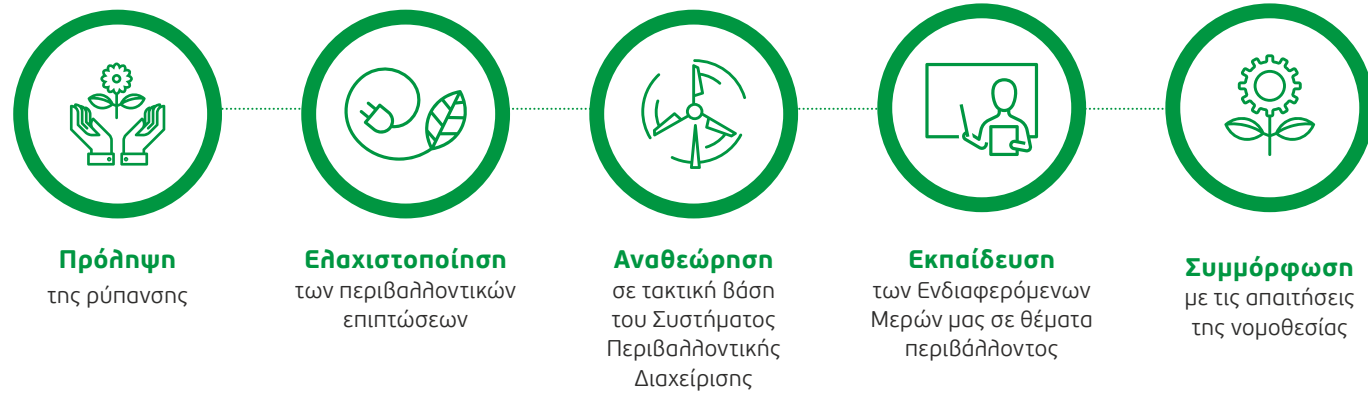 Πρόληψη
της ρύπανσης
Ελαχιστοποίηση
των περιβαλλοντικών
επιπτώσεων
Αναθεώρηση
σε τακτική βάση
του Συστήματος
Περιβαλλοντικής
Διαχείρισης
Εκπαίδευση
των Ενδιαφερόμενων
Μερών μας σε θέματα
περιβάλλοντος
Συμμόρφωση
με τις απαιτήσεις
της νομοθεσίας